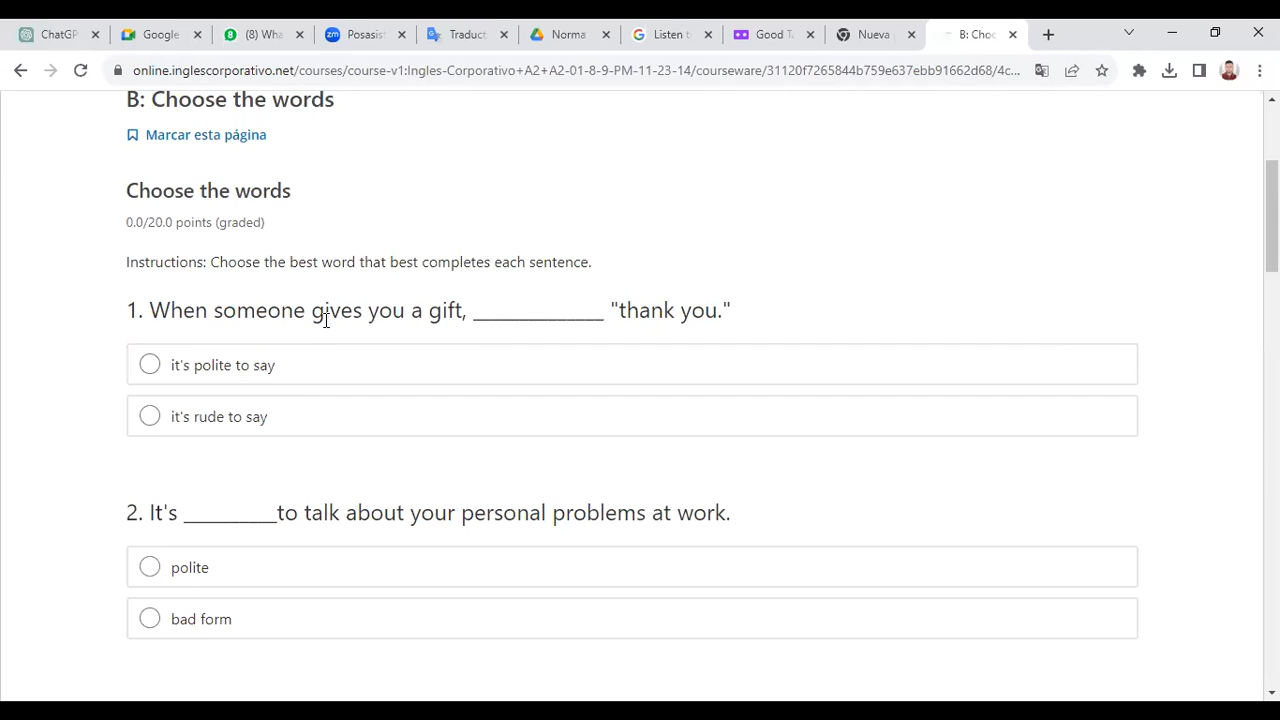 ChatGP
Google
(8) Wha
Posasis
Traduct
Norma
Listen t
Good T
Nueva
B: Choc
online.inglescorporativo.net/courses/course-v1:Ingles-Corporativo+A2+A2-01-8-9-PM-11-23-14/courseware/31120f7265844b759e637ebb91662d68/4c...
B: Choose the words
Marcar esta página
Choose the words
0.0/20.0 points (graded)
Instructions: Choose the best word that best completes each sentence.
1. When someone gives you a gift, ______________ "thank you."
it's polite to say
it's rude to say
2. It's __________to talk about your personal problems at work.
polite
bad form